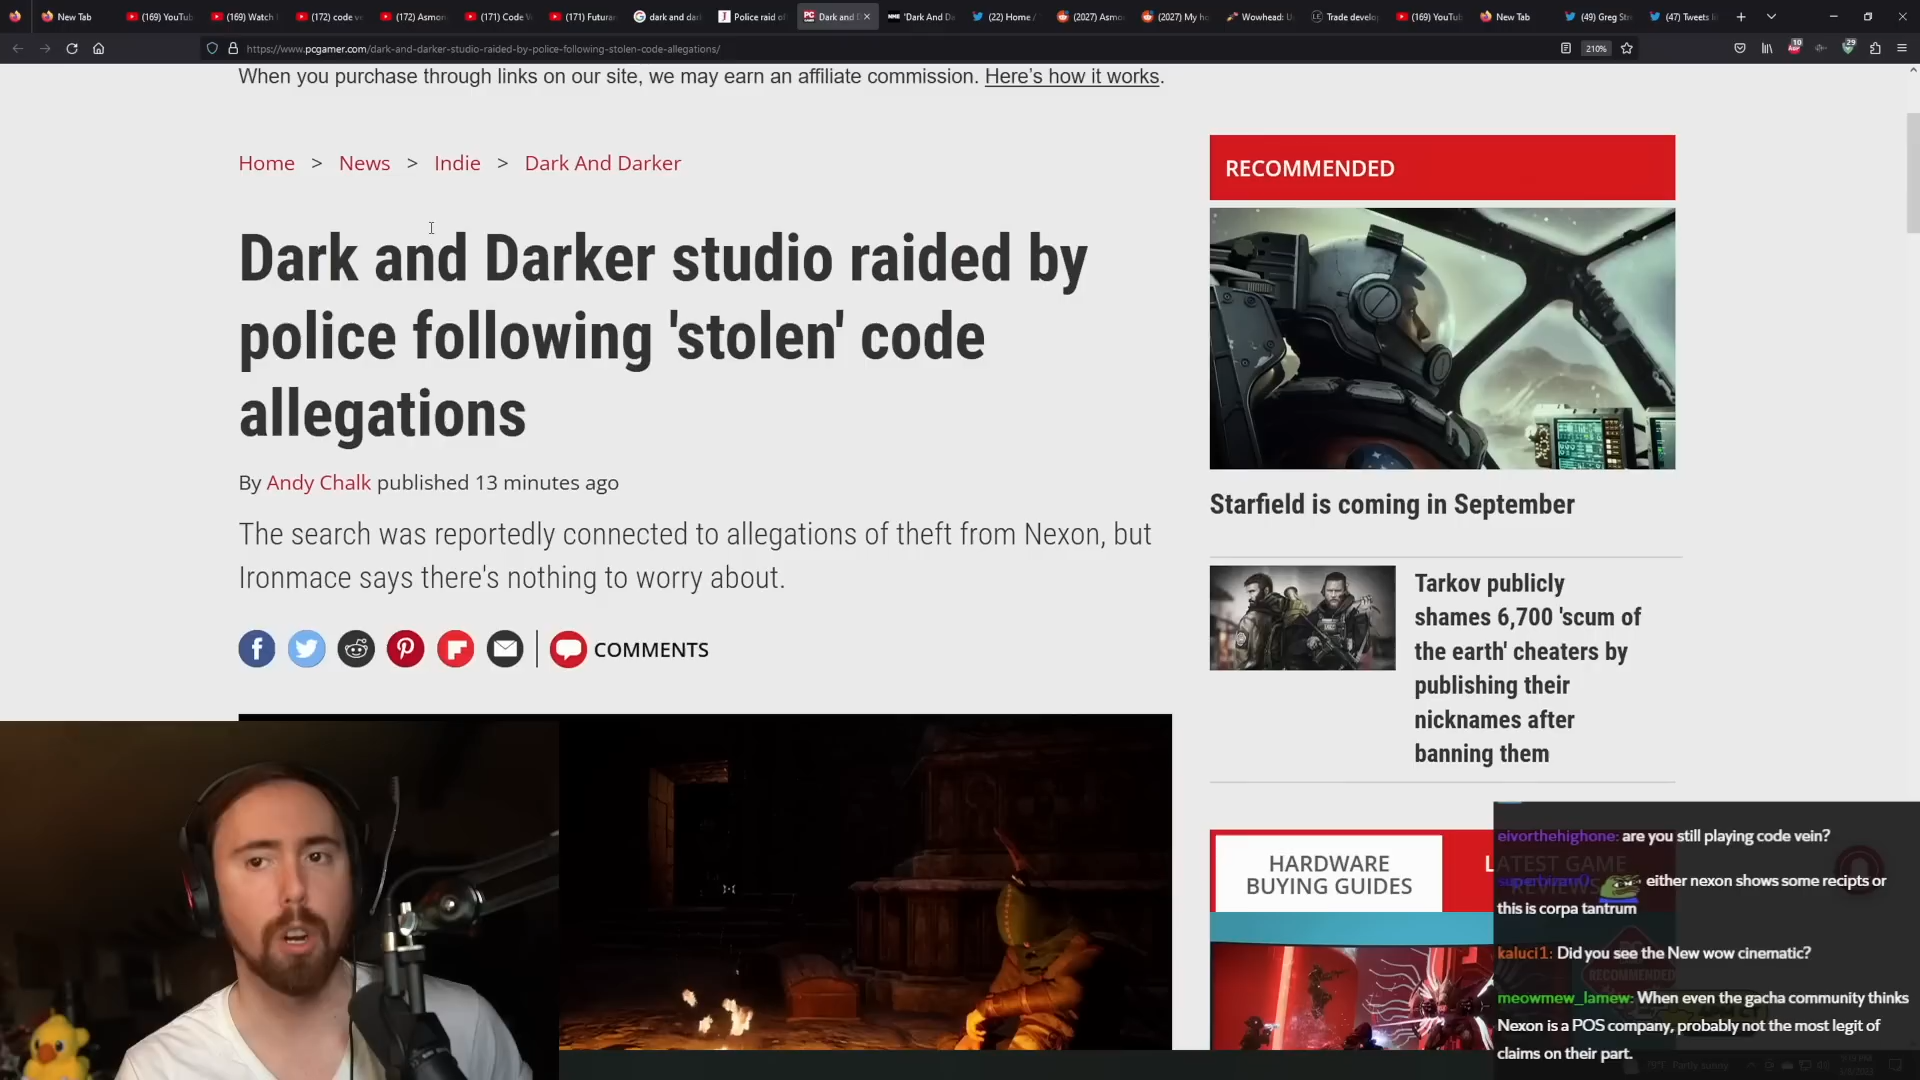 New Tab
(169) YouTu
(169) Watch
(172) code v
(172) Asmon
(171) Code V
(171) Futura
dark and dar
Police raid o
Dark and D
'Dark And Da
(22) Home /
(2027) Asmo
(2027) My ho
Wowhead: U
Trade develo
(169) YouTu
New Tab
(49) Greg Str
(47) Tweets li
https://www.pcgamer.com/dark-and-darker-studio-raided-by-police-following-stolen-code-allegations/
210%
10
29
When you purchase through links on our site, we may earn an affiliate commission. Here's how it works.
Home > News > Indie > Dark And Darker
Dark and Darker studio raided by
police following 'stolen' code
allegations
By Andy Chalk published 13 minutes ago
The search was reportedly connected to allegations of theft from Nexon, but
Ironmace says there's nothing to worry about.
COMMENTS
RECOMMENDED
Starfield is coming in September
Tarkov publicly
shames 6,700 'scum of
the earth' cheaters by
publishing their
nicknames after
banning them
HARDWARE
BUYING GUIDES
LATEST GAME
eivorthehighone: are you still playing code vein?
either nexon shows some recipts or
this is corpa tantrum
kaluci1: Did you see the New wow cinematic?
meowmew_lamew: When even the gacha community thinks
Nexon is a POS company, probably not the most legit of
claims on their part.